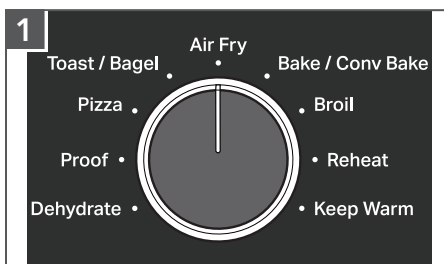 1
Air Fry
Toast / Bagel
Bake / Conv Bake
Pizza
Broil
Proof
Reheat
Dehydrate
Keep Warm